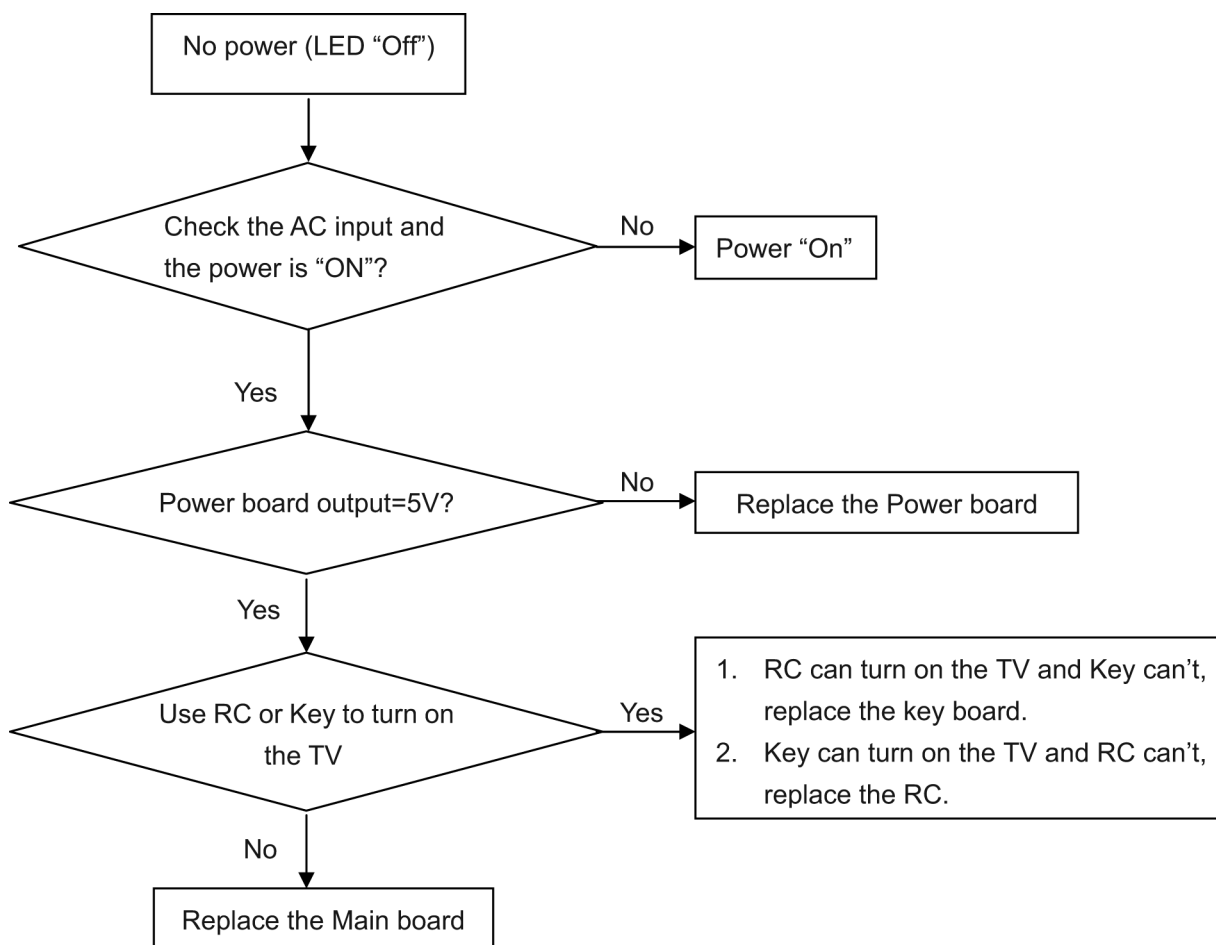 No power (LED “Off”)
Check the AC input and
the power is “ON”?
No
Power “On”
Yes
Power board output=5V?
No
Replace the Power board
Yes
Use RC or Key to turn on
the TV
Yes
1. RC can turn on the TV and Key can’t,
replace the key board.
2. Key can turn on the TV and RC can’t,
replace the RC.
No
Replace the Main board